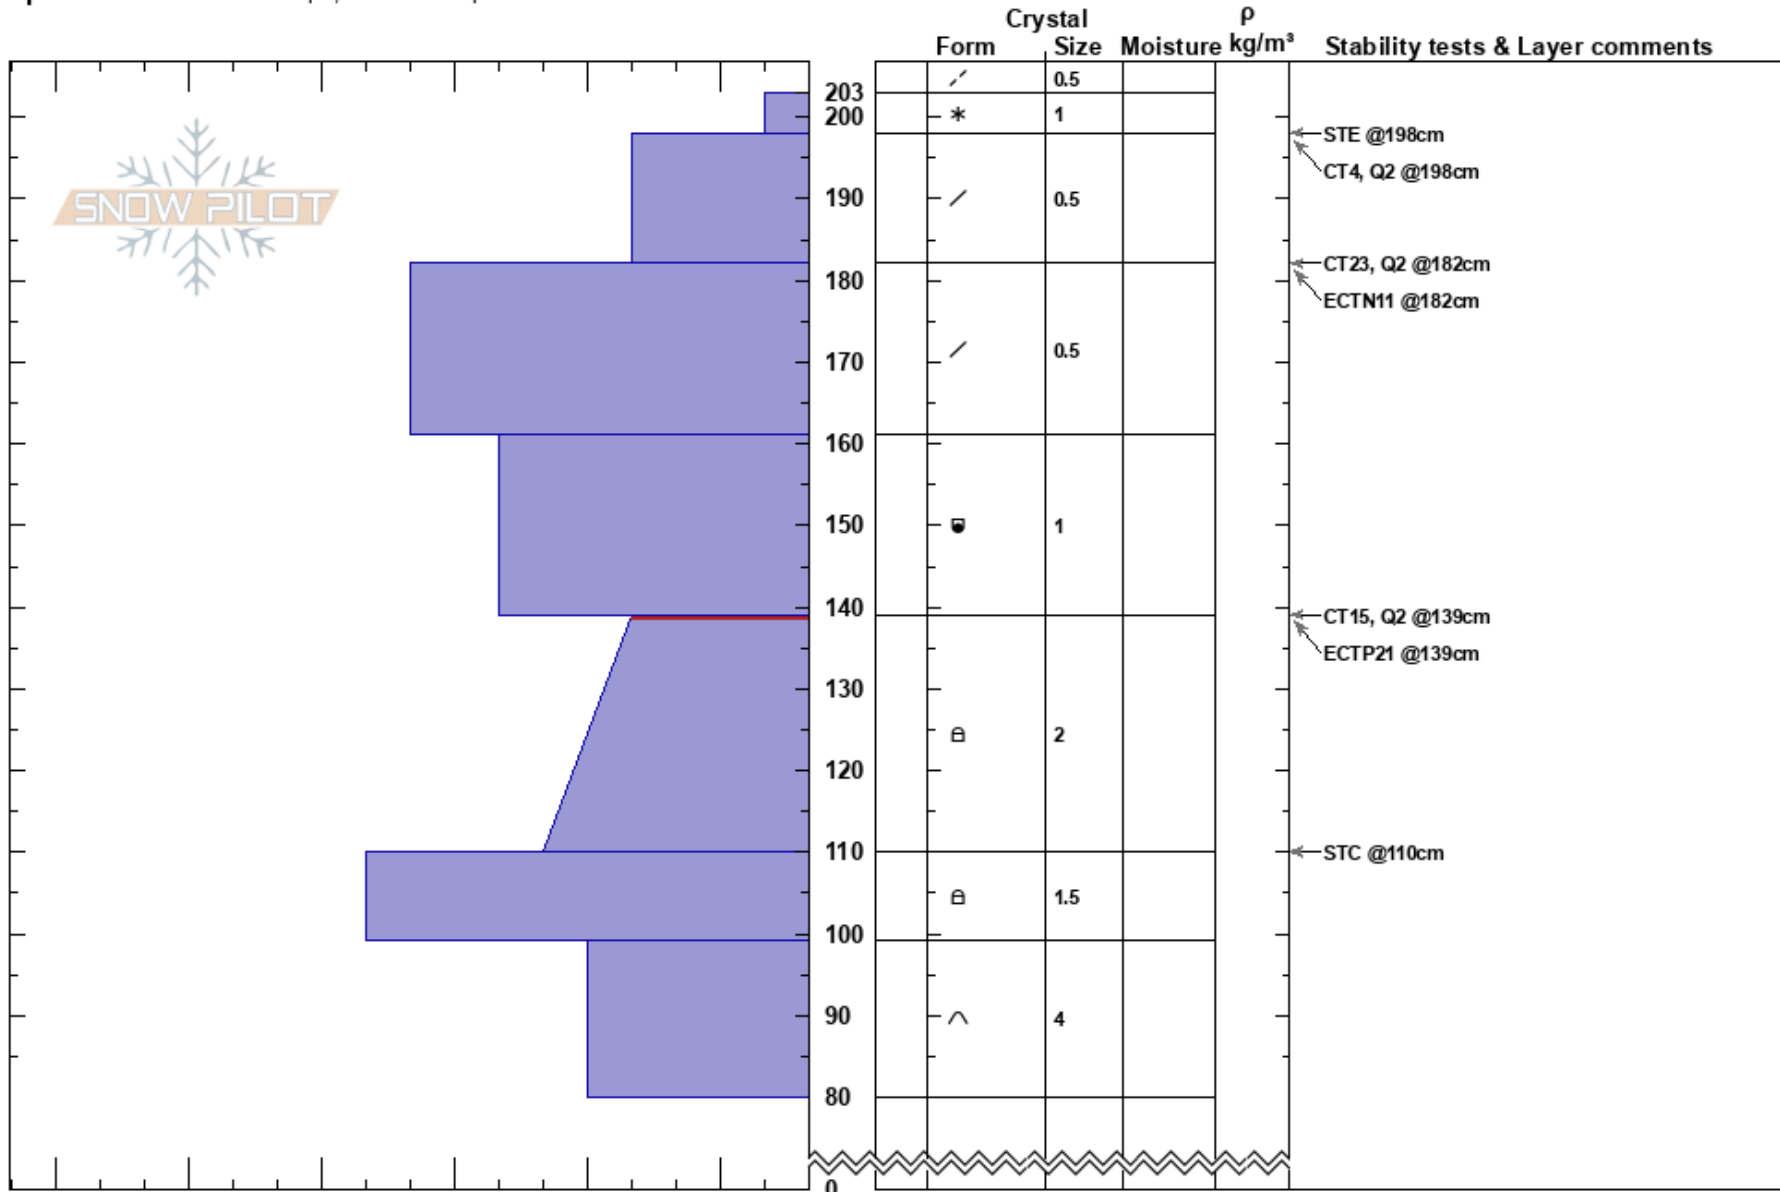 Crystal ρ
Form Size Moisture kg/m³ Stability tests & Layer comments
0.5
203
200 1
STE @198cm
CT4, Q2 @198cm
SNOW PILOT
190 0.5
CT23, Q2 @182cm
180
ECTN11 @182cm
170 0.5
160
150 1
140
CT15, Q2 @139cm
ECTP21 @139cm
130
2
120
110 STC @110cm
1.5
100
90 4
80
0